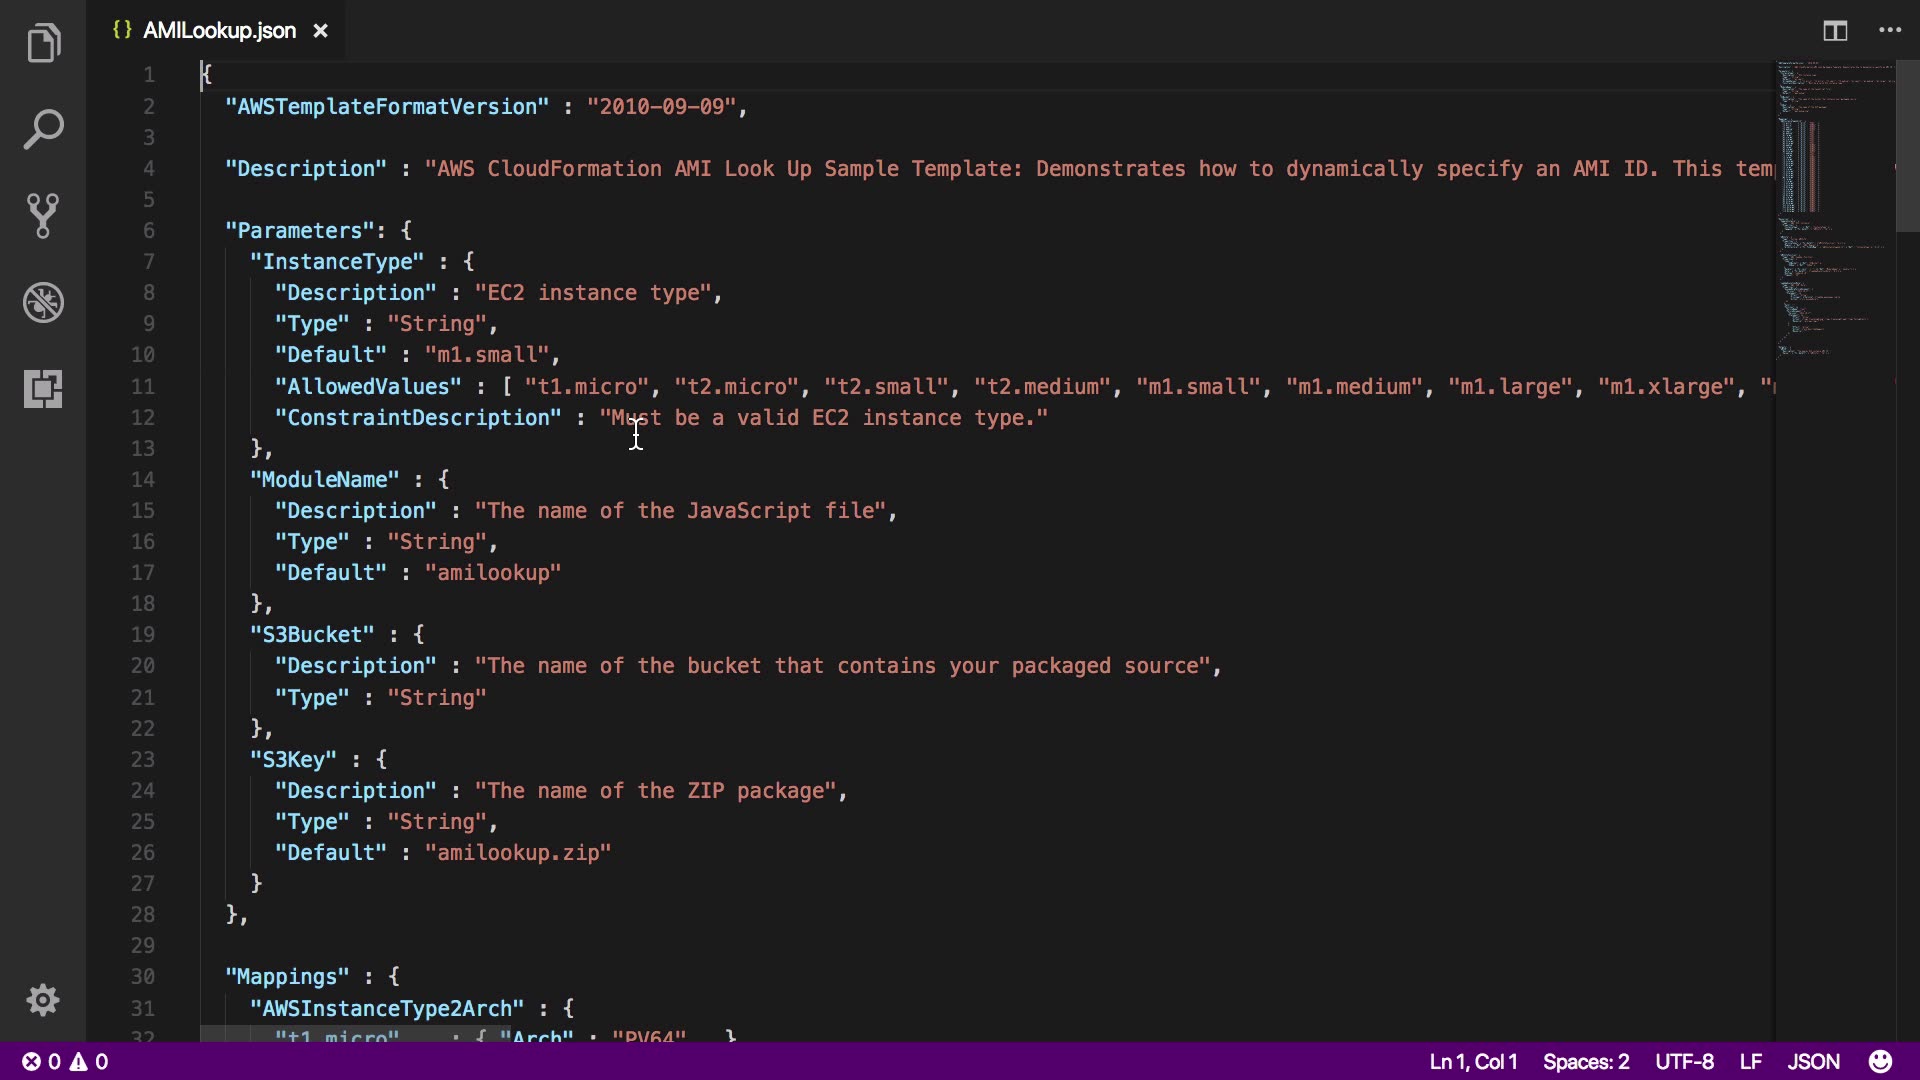 {} AMILookup.json ×
1 {
2 "AWSTemplateFormatVersion" : "2010-09-09",
3
4 "Description" : "AWS CloudFormation AMI Look Up Sample Template: Demonstrates how to dynamically specify an AMI ID. This tem
5
6 "Parameters": {
7 "InstanceType" : {
8 "Description" : "EC2 instance type",
9 "Type" : "String",
10 "Default" : "m1.small",
11 "AllowedValues" : [ "t1.micro", "t2.micro", "t2.small", "t2.medium", "m1.small", "m1.medium", "m1.large", "m1.xlarge", "
12 "ConstraintDescription" : "Must be a valid EC2 instance type."
13 },
14 "ModuleName" : {
15 "Description" : "The name of the JavaScript file",
16 "Type" : "String",
17 "Default" : "amilookup"
18 },
19 "S3Bucket" : {
20 "Description" : "The name of the bucket that contains your packaged source",
21 "Type" : "String"
22 },
23 "S3Key" : {
24 "Description" : "The name of the ZIP package",
25 "Type" : "String",
26 "Default" : "amilookup.zip"
27 }
28 },
29
30 "Mappings" : {
31 "AWSInstanceType2Arch" : {
32 "t1.micro" : { "Arch" : "PV64" }
0 0 Ln 1, Col 1 Spaces: 2 UTF-8 LF JSON